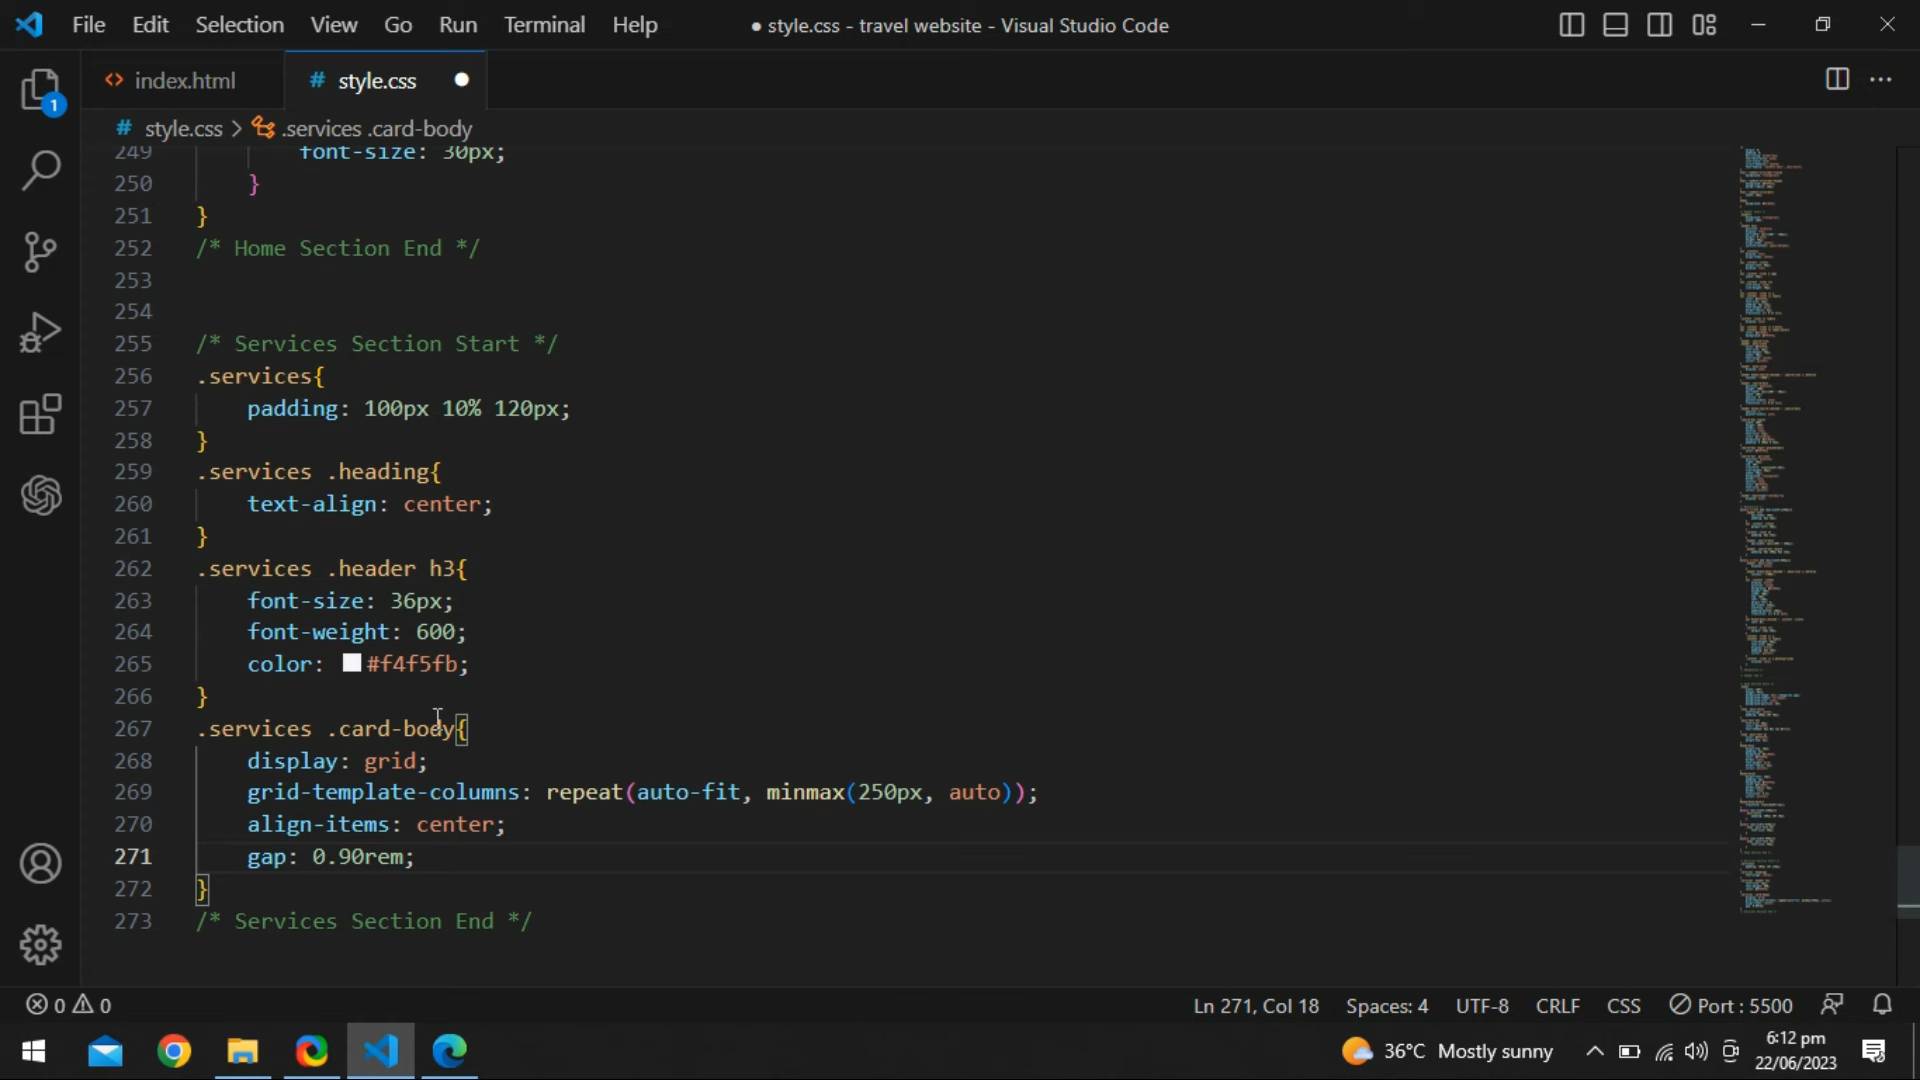 File Edit Selection View Go Run Terminal Help ● style.css - travel website - Visual Studio Code
<> index.html # style.css ●
# style.css > .services .card-body
1
249 font-size: 30px;
250 }
251 }
252 /* Home Section End */
253
254
255 /* Services Section Start */
256 .services{
257 padding: 100px 10% 120px;
258 }
259 .services .heading{
260 text-align: center;
261 }
262 .services .header h3{
263 font-size: 36px;
264 font-weight: 600;
265 color: #f4f5fb;
266 }
267 .services .card-body{
268 display: grid;
269 grid-template-columns: repeat(auto-fit, minmax(250px, auto));
270 align-items: center;
271 gap: 0.90rem;
272 }
273 /* Services Section End */
0 0 Ln 271, Col 18 Spaces: 4 UTF-8 CRLF CSS Port : 5500
36°C Mostly sunny 6:12 pm
22/06/2023